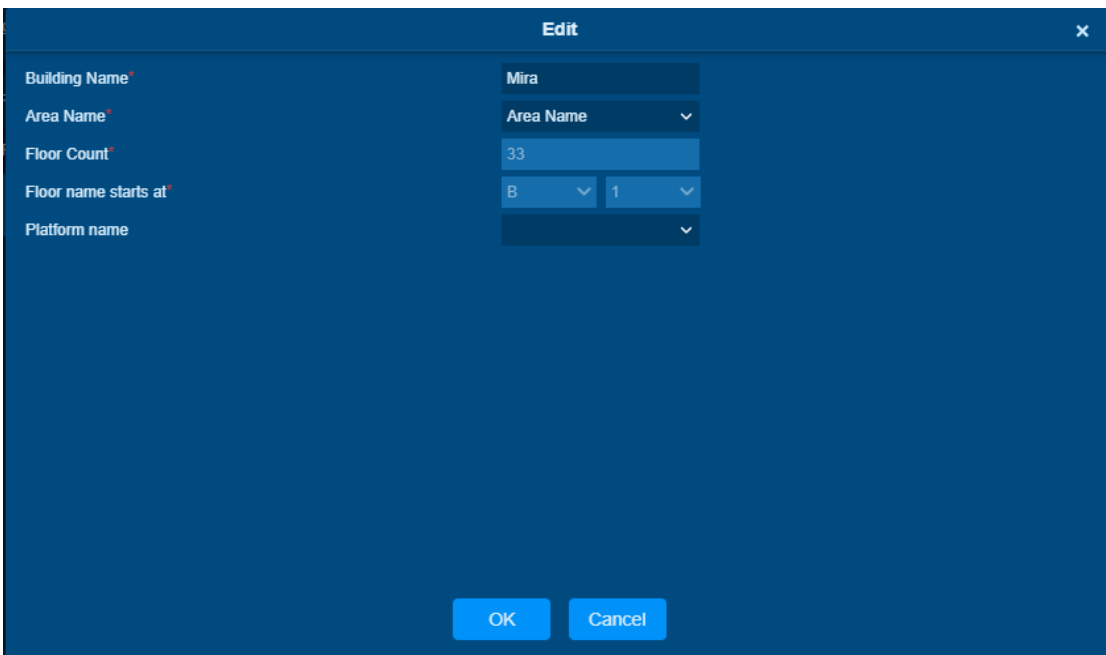 Edit
Building Name* Mira
Area Name* Area Name
Floor Count* 33
Floor name starts at* B 1
Platform name
OK Cancel